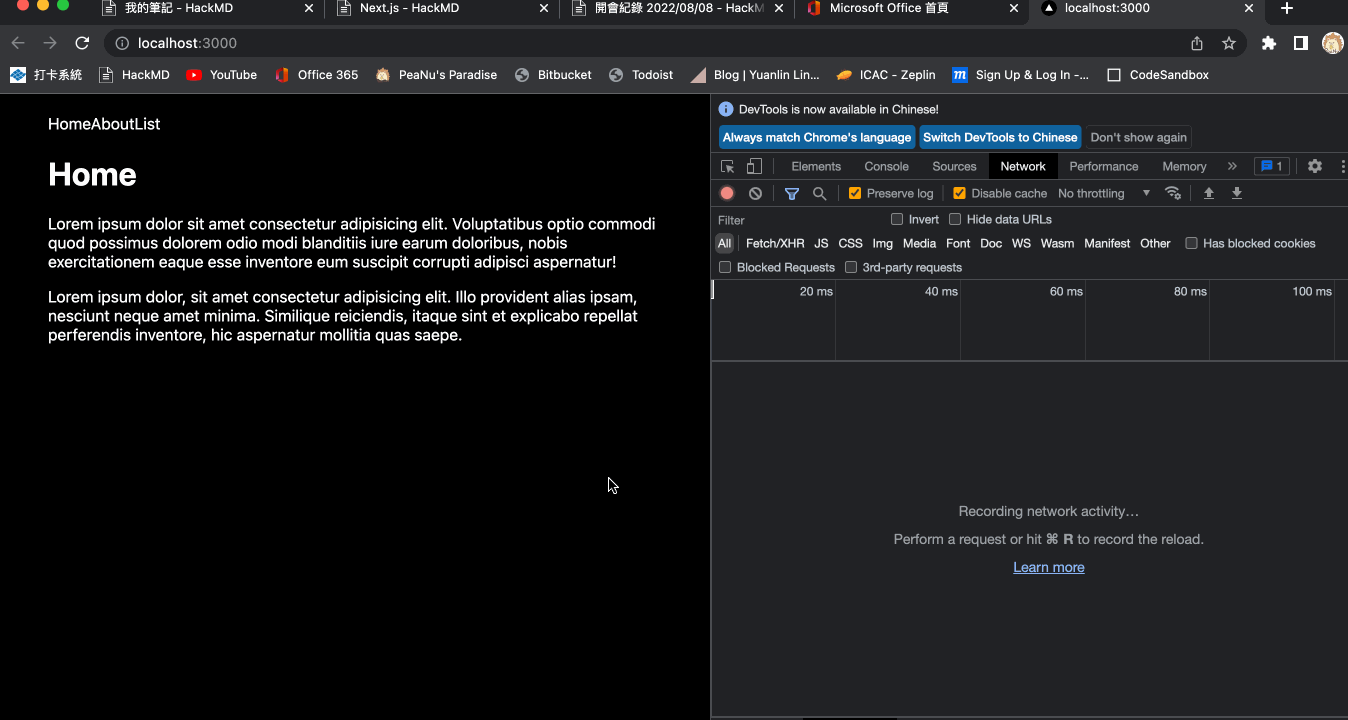 我的筆記 - HackMD
Next.js - HackMD
開會紀錄 2022/08/08 - HackM
Microsoft Office 首頁
localhost:3000
localhost:3000
打卡系統 HackMD YouTube Office 365 PeaNu's Paradise Bitbucket Todoist Blog | Yuanlin Lin... ICAC - Zeplin m Sign Up & Log In -... CodeSandbox
HomeAboutList
Home
Lorem ipsum dolor sit amet consectetur adipisicing elit. Voluptatibus optio commodi
quod possimus dolorem odio modi blanditiis iure earum doloribus, nobis
exercitationem eaque esse inventore eum suscipit corrupti adipisci aspernatur!
Lorem ipsum dolor, sit amet consectetur adipisicing elit. Illo provident alias ipsam,
nesciunt neque amet minima. Similique reiciendis, itaque sint et explicabo repellat
perferendis inventore, hic aspernatur mollitia quas saepe.
DevTools is now available in Chinese!
Always match Chrome's language Switch DevTools to Chinese Don't show again
Elements Console Sources Network Performance Memory » 1
Preserve log Disable cache No throttling
Filter Invert Hide data URLs
All Fetch/XHR JS CSS Img Media Font Doc WS Wasm Manifest Other Has blocked cookies
Blocked Requests 3rd-party requests
20 ms 40 ms 60 ms 80 ms 100 ms
Recording network activity…
Perform a request or hit ⌘ R to record the reload.
Learn more